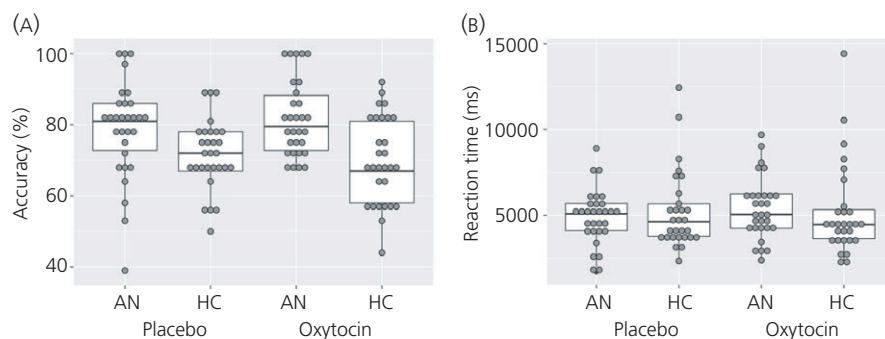 (A)
Accuracy (%)
100
80
60
40
AN HC AN HC
Placebo Oxytocin
(B)
Reaction time (ms)
15000
10000
5000
AN HC AN HC
Placebo Oxytocin